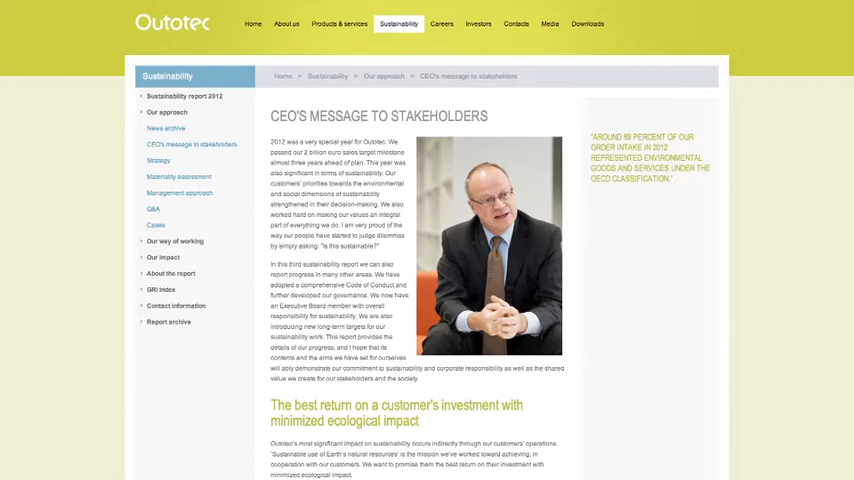 Outotec
Home About us Products & services Sustainability Careers Investors Contacts Media Downloads
Sustainability
Home > Sustainability > Our approach > CEO's message to stakeholders
Sustainability report 2012
Our approach
News archive
CEO's message to stakeholders
Strategy
Materiality assessment
Management approach
Q&A
Cases
Our way of working
Our impact
About the report
GRI index
Contact information
Report archive
CEO'S MESSAGE TO STAKEHOLDERS
2012 was a very special year for Outotec. We
passed our 2 billion euro sales target milestone
almost three years ahead of plan. This year was
also significant in terms of sustainability. Our
customers' priorities towards the environmental
and social dimensions of sustainability
strengthened in their decision-making. We also
worked hard on making our values an integral
part of everything we do. I am very proud of the
way our people have started to judge dilemmas
by simply asking: "Is this sustainable?"
In this third sustainability report we can also
report progress in many other areas. We have
adopted a comprehensive Code of Conduct and
further developed our governance. We now have
an Executive Board member with overall
responsibility for sustainability. We are also
introducing new long-term targets for our
sustainability work. This report provides the
details of our progress, and I hope that its
contents and the aims we have set for ourselves
will ably demonstrate our commitment to sustainability and corporate responsibility as well as the shared
value we create for our stakeholders and the society.
The best return on a customer's investment with
minimized ecological impact
Outotec's most significant impact on sustainability occurs indirectly through our customers' operations.
'Sustainable use of Earth's natural resources' is the mission we've worked toward achieving, in
cooperation with our customers. We want to promise them the best return on their investment with
minimized ecological impact.
"AROUND 89 PERCENT OF OUR
ORDER INTAKE IN 2012
REPRESENTED ENVIRONMENTAL
GOODS AND SERVICES UNDER THE
OECD CLASSIFICATION."